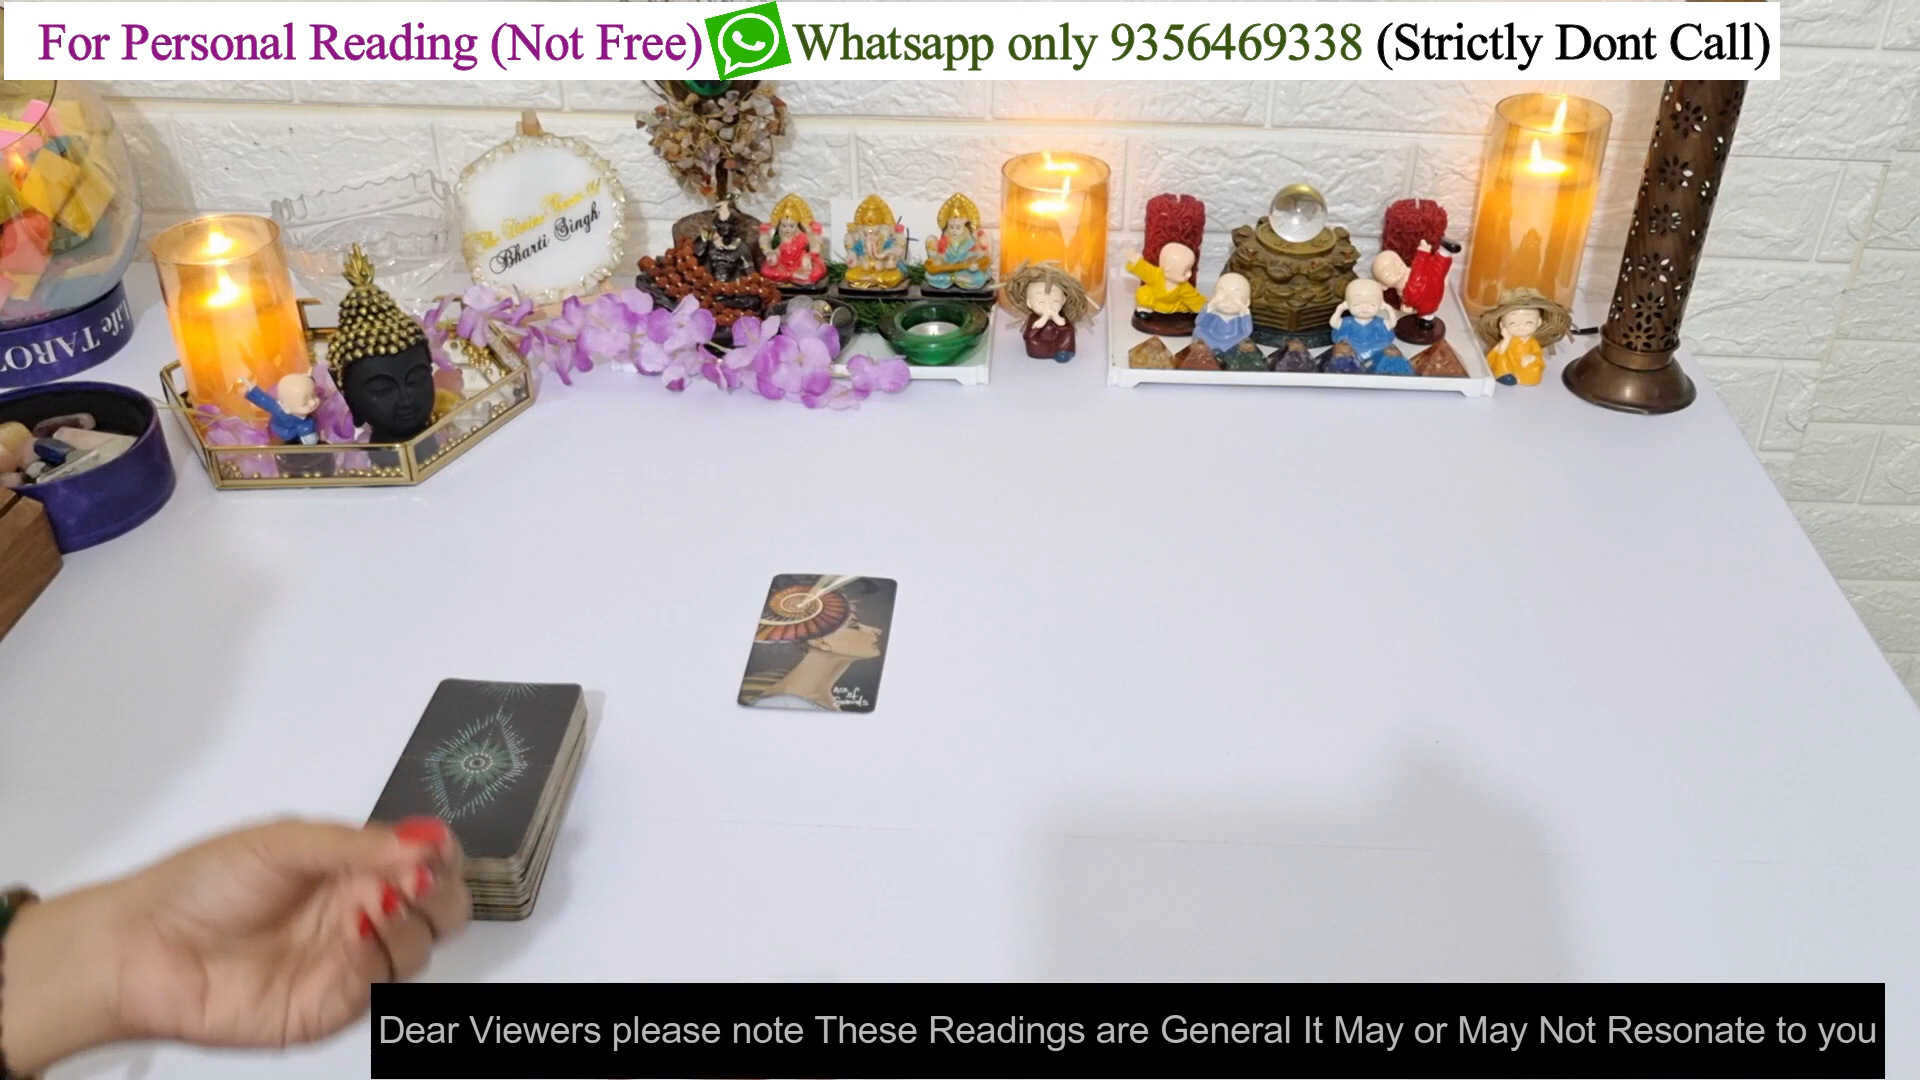 For Personal Reading (Not Free) Whatsapp only 9356469338 (Strictly Dont Call)
Bharti Singh
Life TAROT
Ace of
Swords
Dear Viewers please note These Readings are General It May or May Not Resonate to you